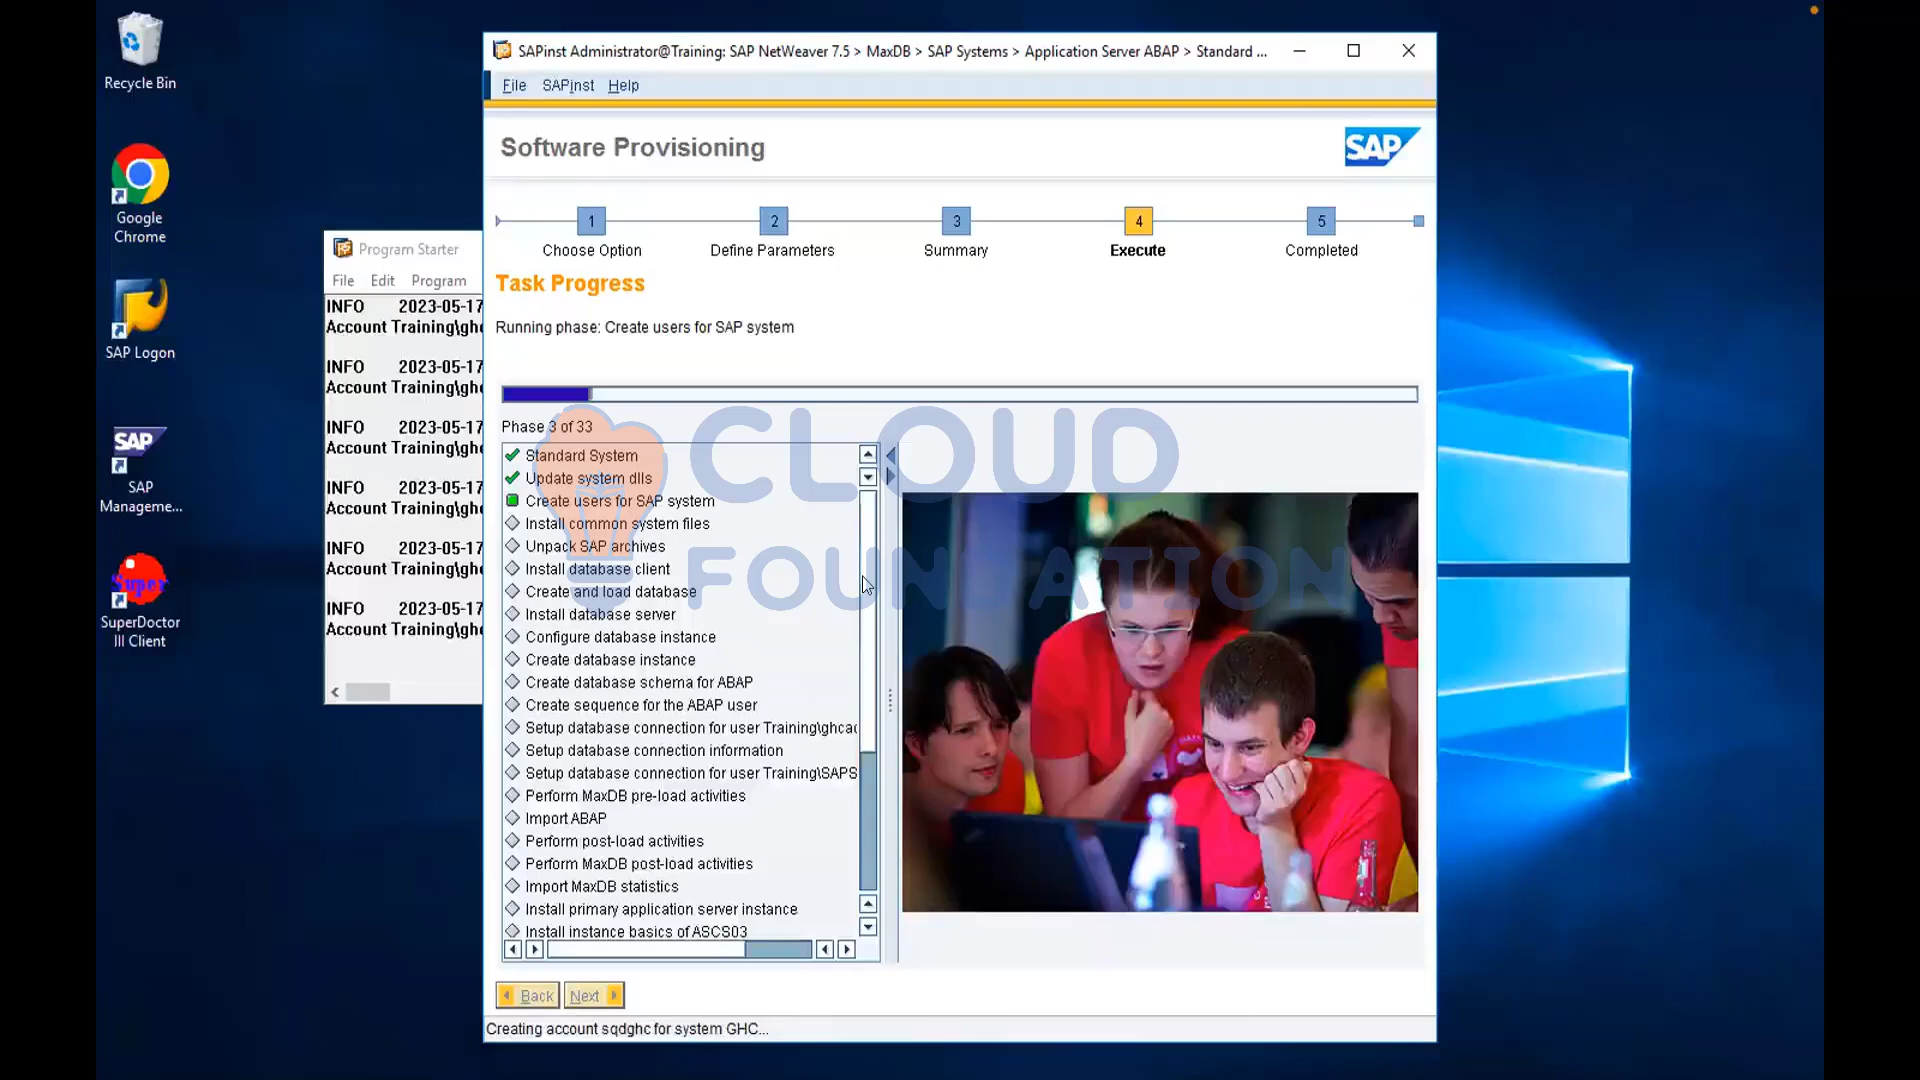 Recycle Bin
Google
Chrome
SAP Logon
SAP
SAP
Manageme...
Super
SuperDoctor
III Client
Program Starter
File Edit Program
INFO 2023-05-17
Account Training\ghc
INFO 2023-05-17
Account Training\ghc
INFO 2023-05-17
Account Training\ghc
INFO 2023-05-17
Account Training\ghc
INFO 2023-05-17
Account Training\ghc
INFO 2023-05-17
Account Training\ghc
SAPinst Administrator@Training: SAP NetWeaver 7.5 > MaxDB > SAP Systems > Application Server ABAP > Standard ...
File SAPinst Help
Software Provisioning
SAP
1 2 3 4 5
Choose Option Define Parameters Summary Execute Completed
Task Progress
Running phase: Create users for SAP system
Phase 3 of 33
Standard System
Update system dlls
Create users for SAP system
Install common system files
Unpack SAP archives
Install database client
Create and load database
Install database server
Configure database instance
Create database instance
Create database schema for ABAP
Create sequence for the ABAP user
Setup database connection for user Training\ghcad
Setup database connection information
Setup database connection for user Training\SAPS
Perform MaxDB pre-load activities
Import ABAP
Perform post-load activities
Perform MaxDB post-load activities
Import MaxDB statistics
Install primary application server instance
Install instance basics of ASCS03
CLOUD
FOUNDATION
Back Next
Creating account sqdghc for system GHC...